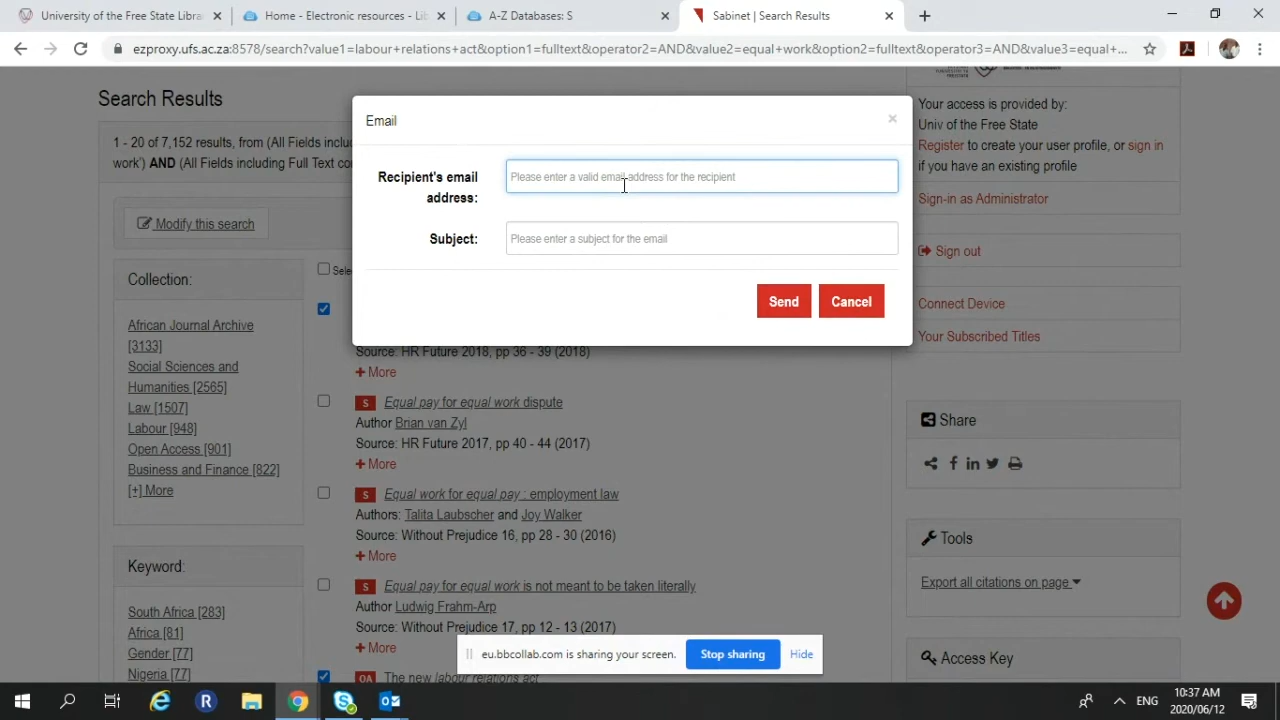 University of the Free State Libra
Home - Electronic resources - Lib
A-Z Databases: S
Sabinet | Search Results
ezproxy.ufs.ac.za:8578/search?value1=labour+relations+act&option1=fulltext&operator2=AND&value2=equal+work&option2=fulltext&operator3=AND&value3=equal+...
Search Results
1 - 20 of 7,152 results, from (All Fields includ
work') AND (All Fields including Full Text co
Modify this search
Collection:
African Journal Archive
[3133]
Social Sciences and
Humanities [2565]
Law [1507]
Labour [948]
Open Access [901]
Business and Finance [822]
[+] More
Keyword:
South Africa [283]
Africa [81]
Gender [77]
Nigeria [77]
Sele
Email
×
Recipient's email
address:
Please enter a valid email address for the recipient
Subject:
Please enter a subject for the email
Send
Cancel
Source: HR Future 2018, pp 36 - 39 (2018)
+ More
S Equal pay for equal work dispute
Author Brian van Zyl
Source: HR Future 2017, pp 40 - 44 (2017)
+ More
S Equal work for equal pay : employment law
Authors: Talita Laubscher and Joy Walker
Source: Without Prejudice 16, pp 28 - 30 (2016)
+ More
S Equal pay for equal work is not meant to be taken literally
Author Ludwig Frahm-Arp
Source: Without Prejudice 17, pp 12 - 13 (2017)
+ More
OA The new labour relations act
Your access is provided by:
Univ of the Free State
Register to create your user profile, or sign in
if you have an existing profile
Sign-in as Administrator
Sign out
Connect Device
Your Subscribed Titles
Share
Tools
Export all citations on page
Access Key
eu.bbcollab.com is sharing your screen.
Stop sharing
Hide
ENG
10:37 AM
2020/06/12